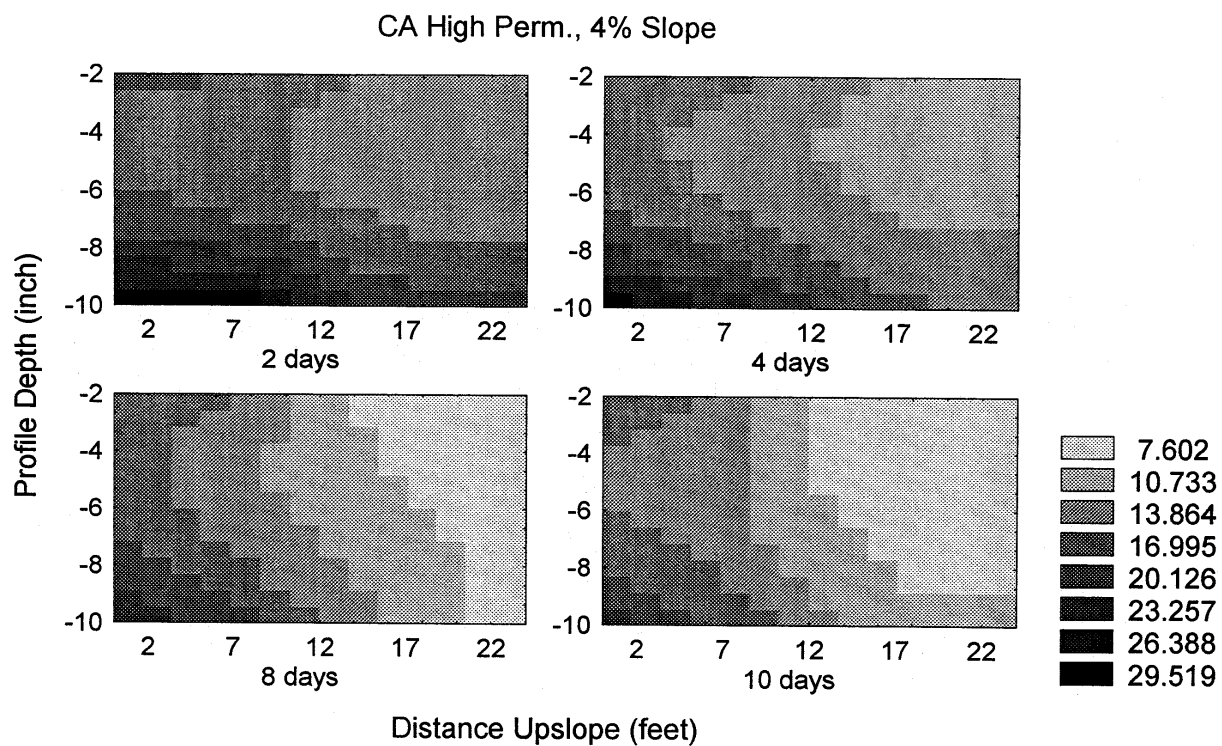 CA High Perm., 4% Slope
Profile Depth (inch)
-2
-4
-6
-8
-10
2 7 12 17 22
2 days
-2
-4
-6
-8
-10
2 7 12 17 22
4 days
-2
-4
-6
-8
-10
2 7 12 17 22
8 days
-2
-4
-6
-8
-10
2 7 12 17 22
10 days
Distance Upslope (feet)
7.602
10.733
13.864
16.995
20.126
23.257
26.388
29.519